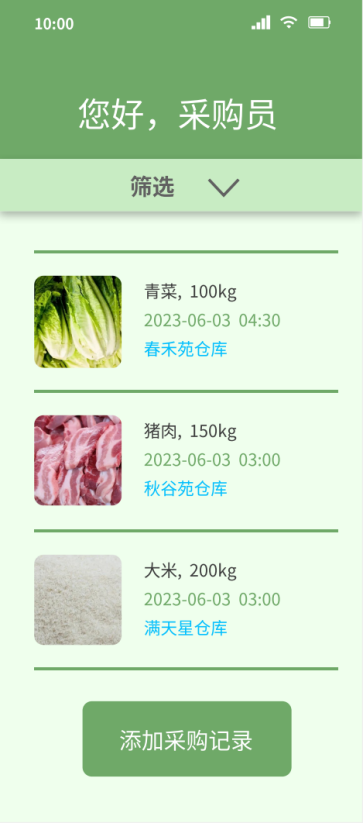 10:00
您好，采购员
筛选
青菜, 100kg
2023-06-03 04:30
春禾苑仓库
猪肉, 150kg
2023-06-03 03:00
秋谷苑仓库
大米, 200kg
2023-06-03 03:00
满天星仓库
添加采购记录